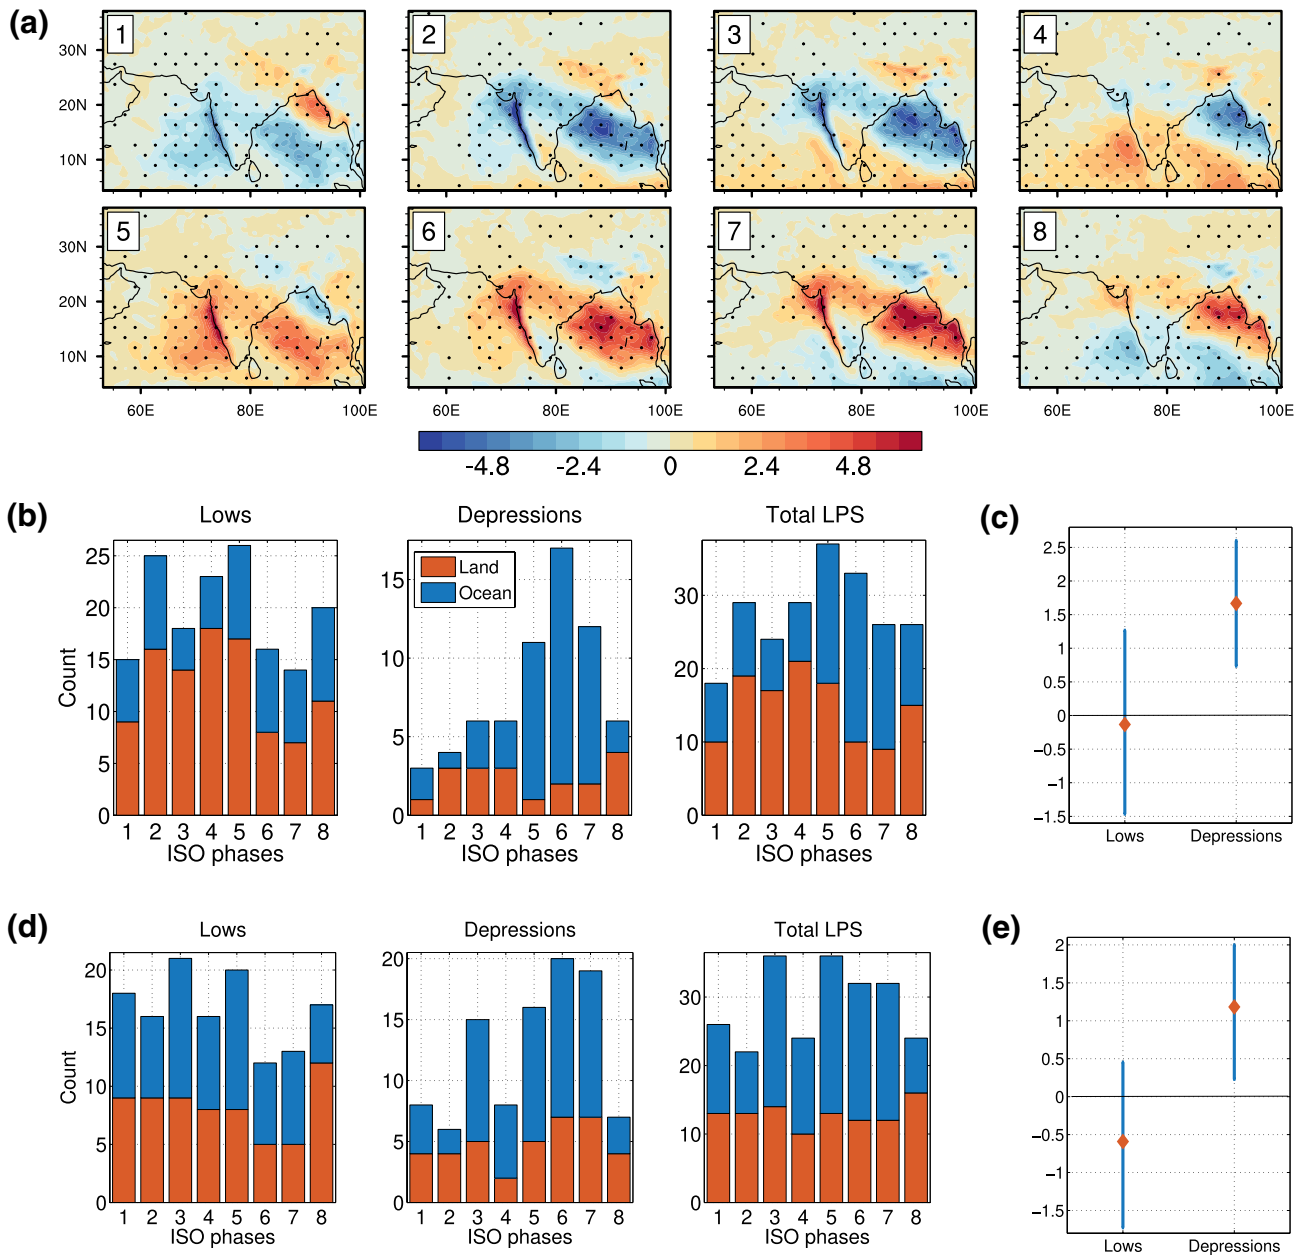 (a)
1 2 3 4
30N
20N
10N
60E 80E 100E 60E 80E 100E
5 6 7 8
30N
20N
10N
60E 80E 100E 60E 80E 100E 60E 80E 100E 60E 80E 100E
-4.8 -2.4 0 2.4 4.8
(b)
Lows
25
20
15
10
5
0
Count
1 2 3 4 5 6 7 8
ISO phases
Depressions
Land
Ocean
15
10
5
0
1 2 3 4 5 6 7 8
ISO phases
Total LPS
30
20
10
0
1 2 3 4 5 6 7 8
ISO phases
(c)
2.5
2
1.5
1
0.5
0
−0.5
−1
−1.5
Lows Depressions
(d)
Lows
20
15
10
5
0
Count
1 2 3 4 5 6 7 8
ISO phases
Depressions
20
15
10
5
0
1 2 3 4 5 6 7 8
ISO phases
Total LPS
30
20
10
0
1 2 3 4 5 6 7 8
ISO phases
(e)
2
1.5
1
0.5
0
−0.5
−1
−1.5
Lows Depressions